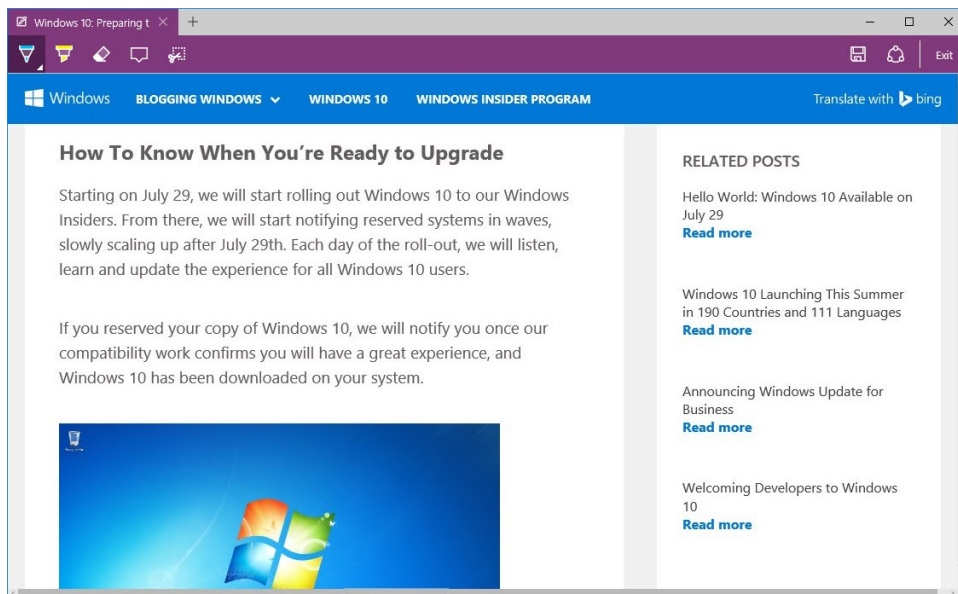 Windows 10: Preparing t
Exit
Windows
BLOGGING WINDOWS
WINDOWS 10
WINDOWS INSIDER PROGRAM
Translate with bing
How To Know When You're Ready to Upgrade
Starting on July 29, we will start rolling out Windows 10 to our Windows
Insiders. From there, we will start notifying reserved systems in waves,
slowly scaling up after July 29th. Each day of the roll-out, we will listen,
learn and update the experience for all Windows 10 users.
If you reserved your copy of Windows 10, we will notify you once our
compatibility work confirms you will have a great experience, and
Windows 10 has been downloaded on your system.
RELATED POSTS
Hello World: Windows 10 Available on
July 29
Read more
Windows 10 Launching This Summer
in 190 Countries and 111 Languages
Read more
Announcing Windows Update for
Business
Read more
Welcoming Developers to Windows
10
Read more